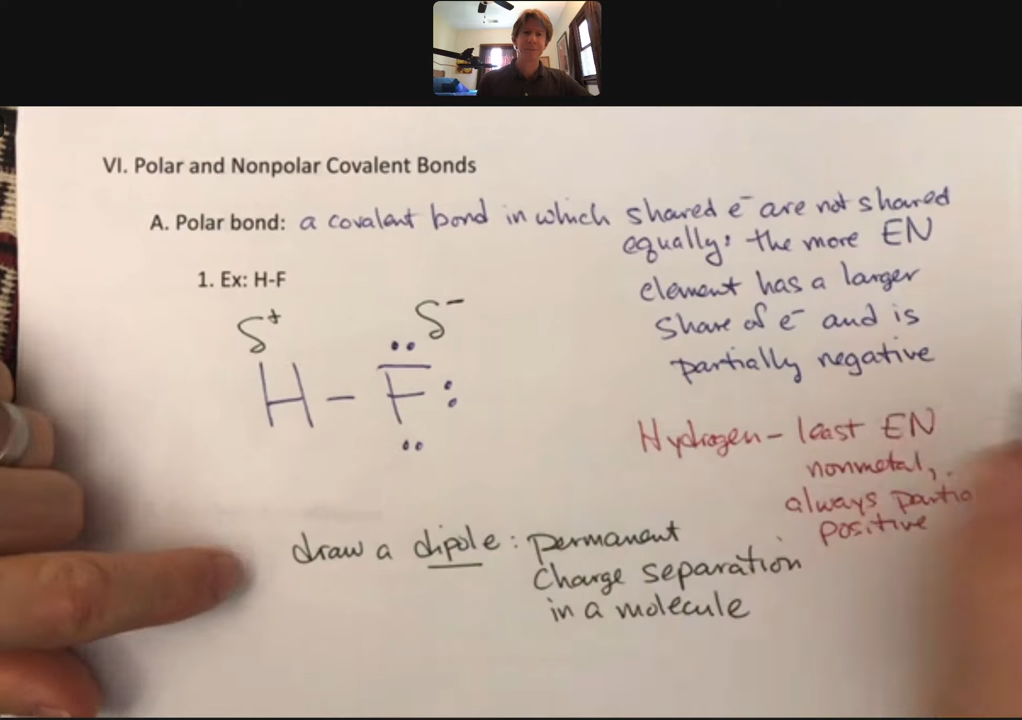 VI. Polar and Nonpolar Covalent Bonds
A. Polar bond: a covalent bond in which shared e⁻ are not shared
equally: the more EN
element has a larger
share of e⁻ and is
partially negative
1. Ex: H-F
δ⁺ δ⁻
H - F:
Hydrogen - least EN
nonmetal,
always partia
positive
draw a dipole: permanent
charge separation
in a molecule